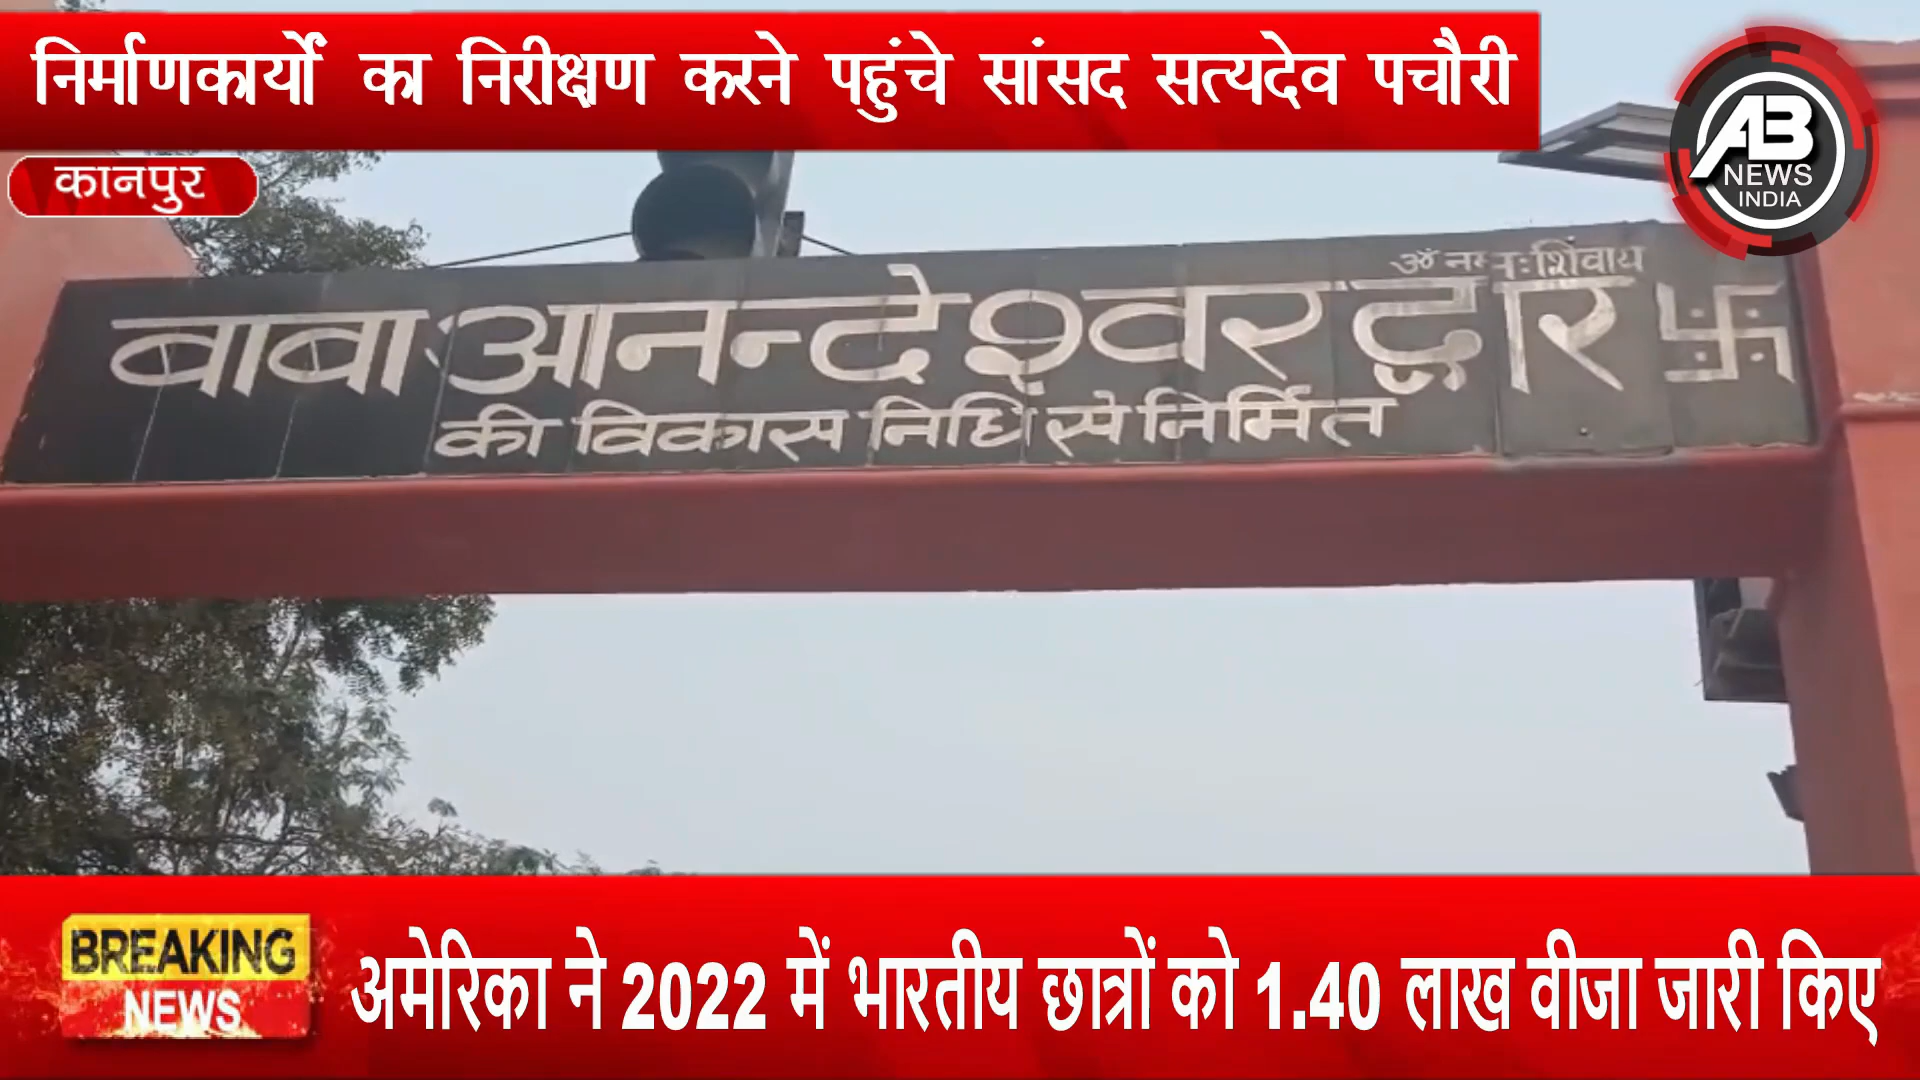 निर्माणकार्यों का निरीक्षण करने पहुंचे सांसद सत्यदेव पचौरी
AB
NEWS
INDIA
कानपुर
ॐ नमः शिवाय
बाबा आनन्देश्वर द्वार 卐
की विकास निधि से निर्मित
BREAKING
NEWS
अमेरिका ने 2022 में भारतीय छात्रों को 1.40 लाख वीजा जारी किए